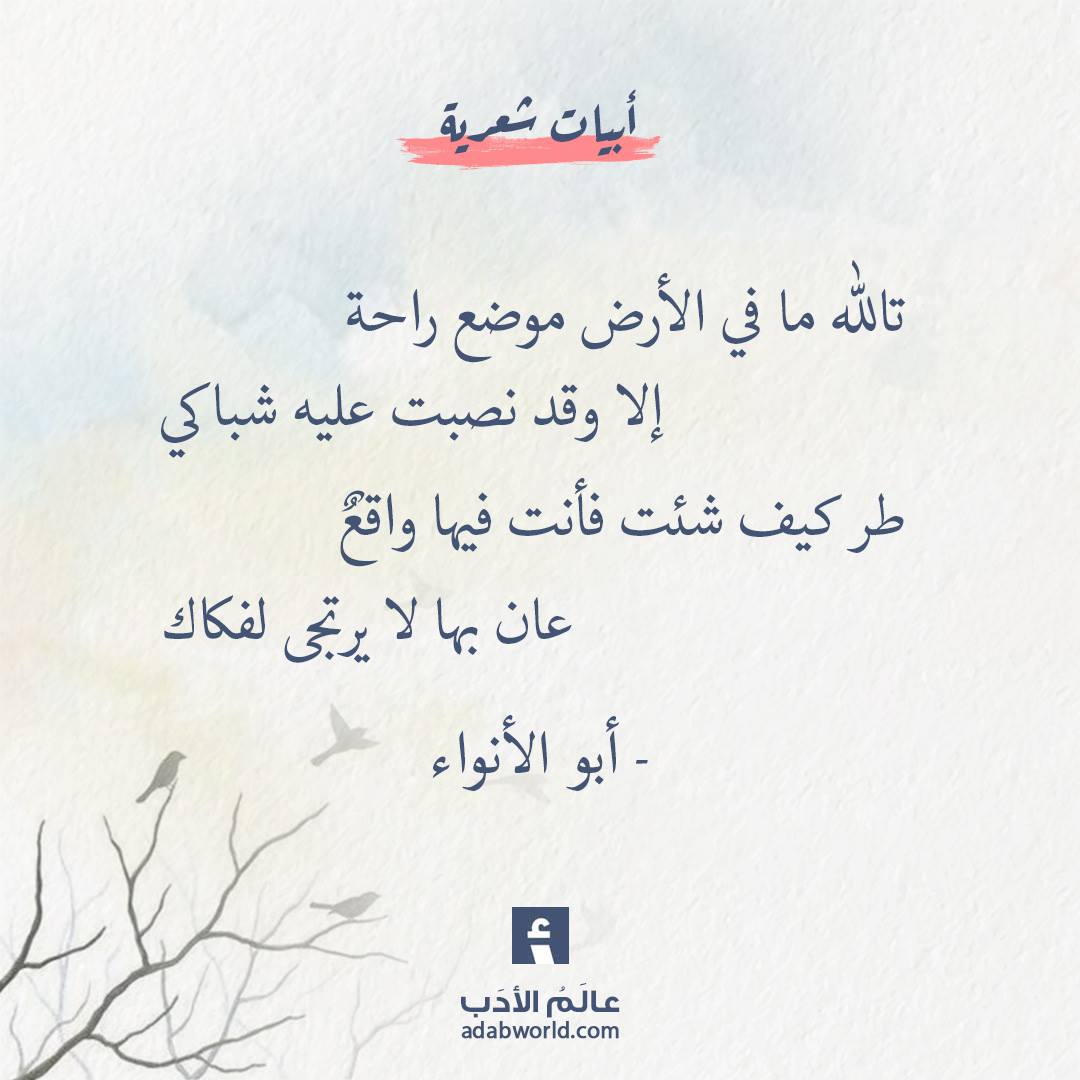 أبيات شعرية
تالله ما في الأرض موضع راحة
إلا وقد نصبت عليه شباكي
طر كيف شئت فأنت فيها واقعٌ
عان بها لا يرتجى لفكاك
- أبو الأنواء
أ
عالَمُ الأدَب
adabworld.com